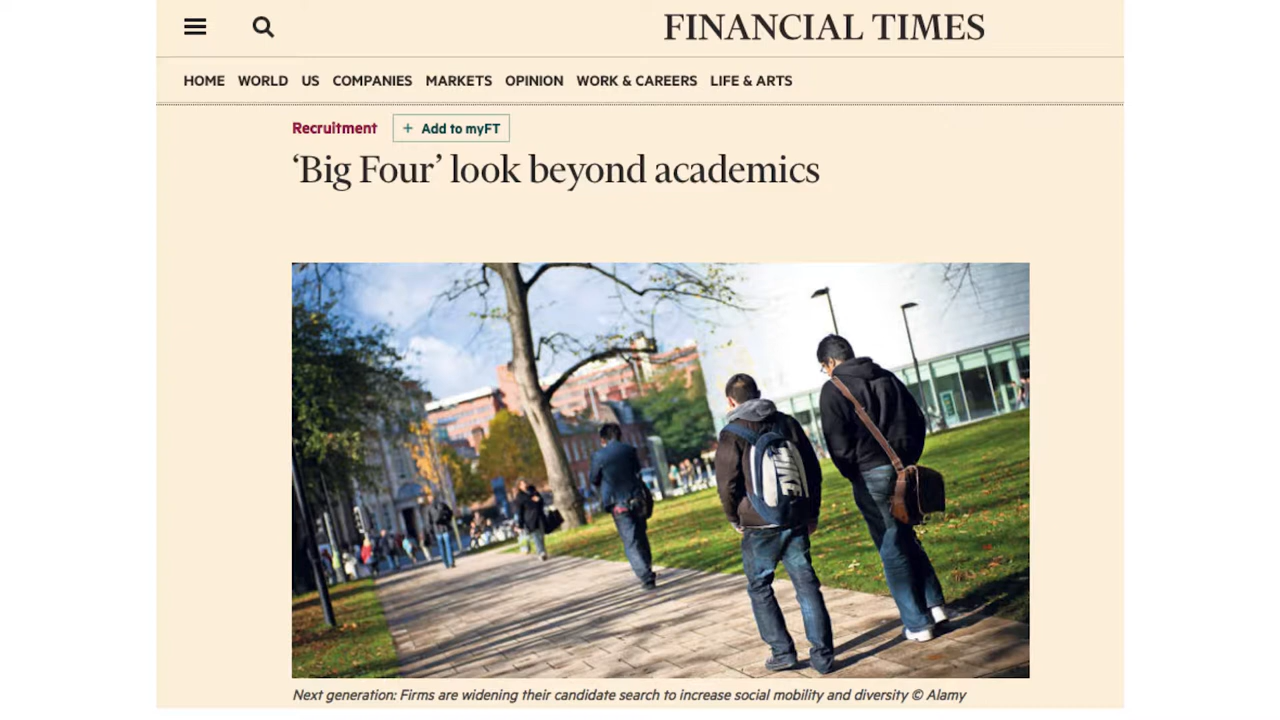 FINANCIAL TIMES
HOME WORLD US COMPANIES MARKETS OPINION WORK & CAREERS LIFE & ARTS
Recruitment + Add to myFT
‘Big Four’ look beyond academics
NIKE
Next generation: Firms are widening their candidate search to increase social mobility and diversity © Alamy